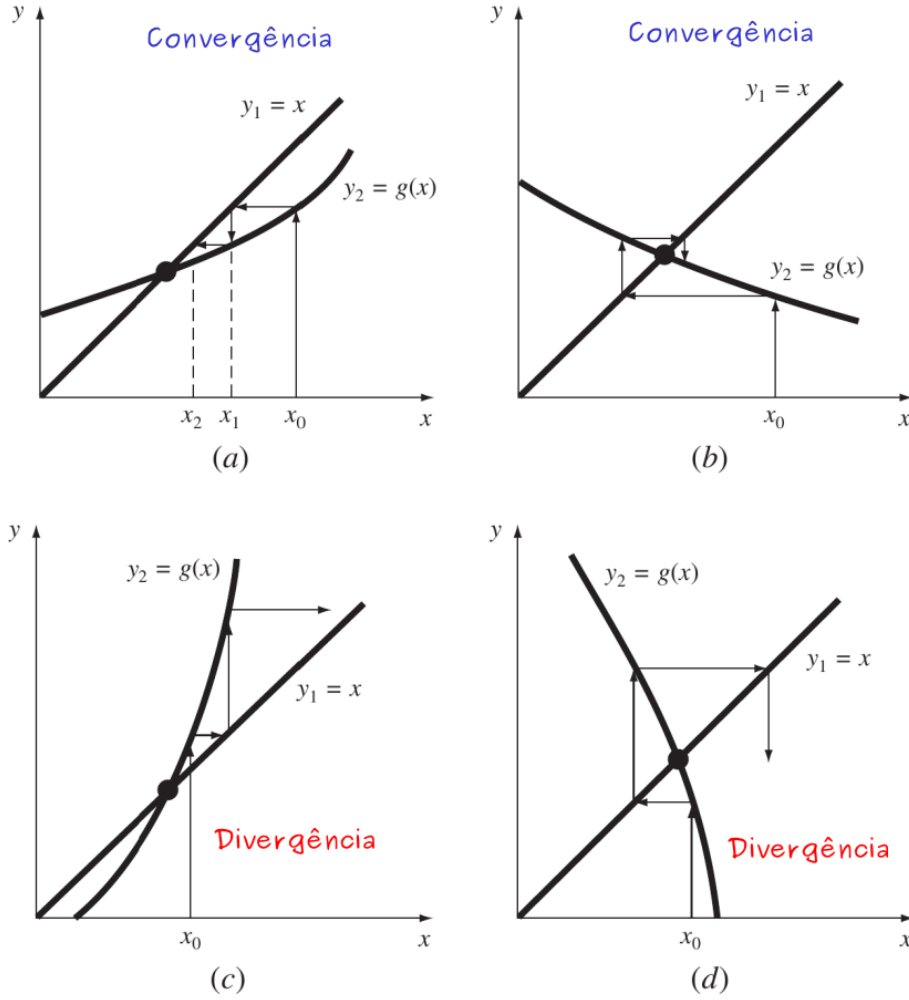 y
Convergência
y₁ = x
y₂ = g(x)
x₂ x₁ x₀ x
(a)
y
Convergência
y₁ = x
y₂ = g(x)
x₀ x
(b)
y
y₂ = g(x)
y₁ = x
Divergência
x₀ x
(c)
y
y₂ = g(x)
y₁ = x
Divergência
x₀ x
(d)